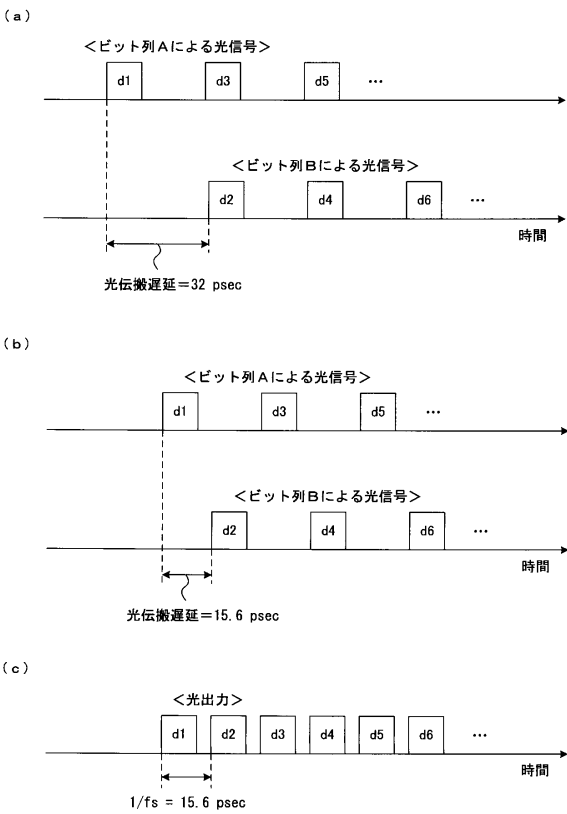 (a)
<ビット列Aによる光信号>
d1 d3 d5 …
<ビット列Bによる光信号>
d2 d4 d6 …
時間
光伝搬遅延=32 psec
(b)
<ビット列Aによる光信号>
d1 d3 d5 …
<ビット列Bによる光信号>
d2 d4 d6 …
時間
光伝搬遅延=15.6 psec
(c)
<光出力>
d1 d2 d3 d4 d5 d6 …
時間
1/fs = 15.6 psec